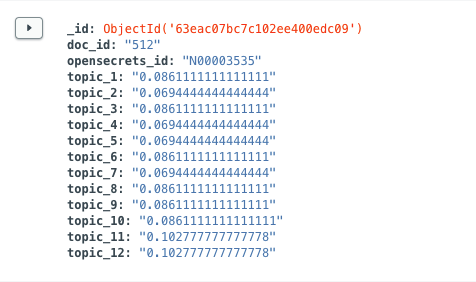 _id: ObjectId('63eac07bc7c102ee400edc09')
doc_id: "512"
opensecrets_id: "N00003535"
topic_1: "0.0861111111111111"
topic_2: "0.0694444444444444"
topic_3: "0.0861111111111111"
topic_4: "0.0694444444444444"
topic_5: "0.0694444444444444"
topic_6: "0.0861111111111111"
topic_7: "0.0694444444444444"
topic_8: "0.0861111111111111"
topic_9: "0.0861111111111111"
topic_10: "0.0861111111111111"
topic_11: "0.102777777777778"
topic_12: "0.102777777777778"